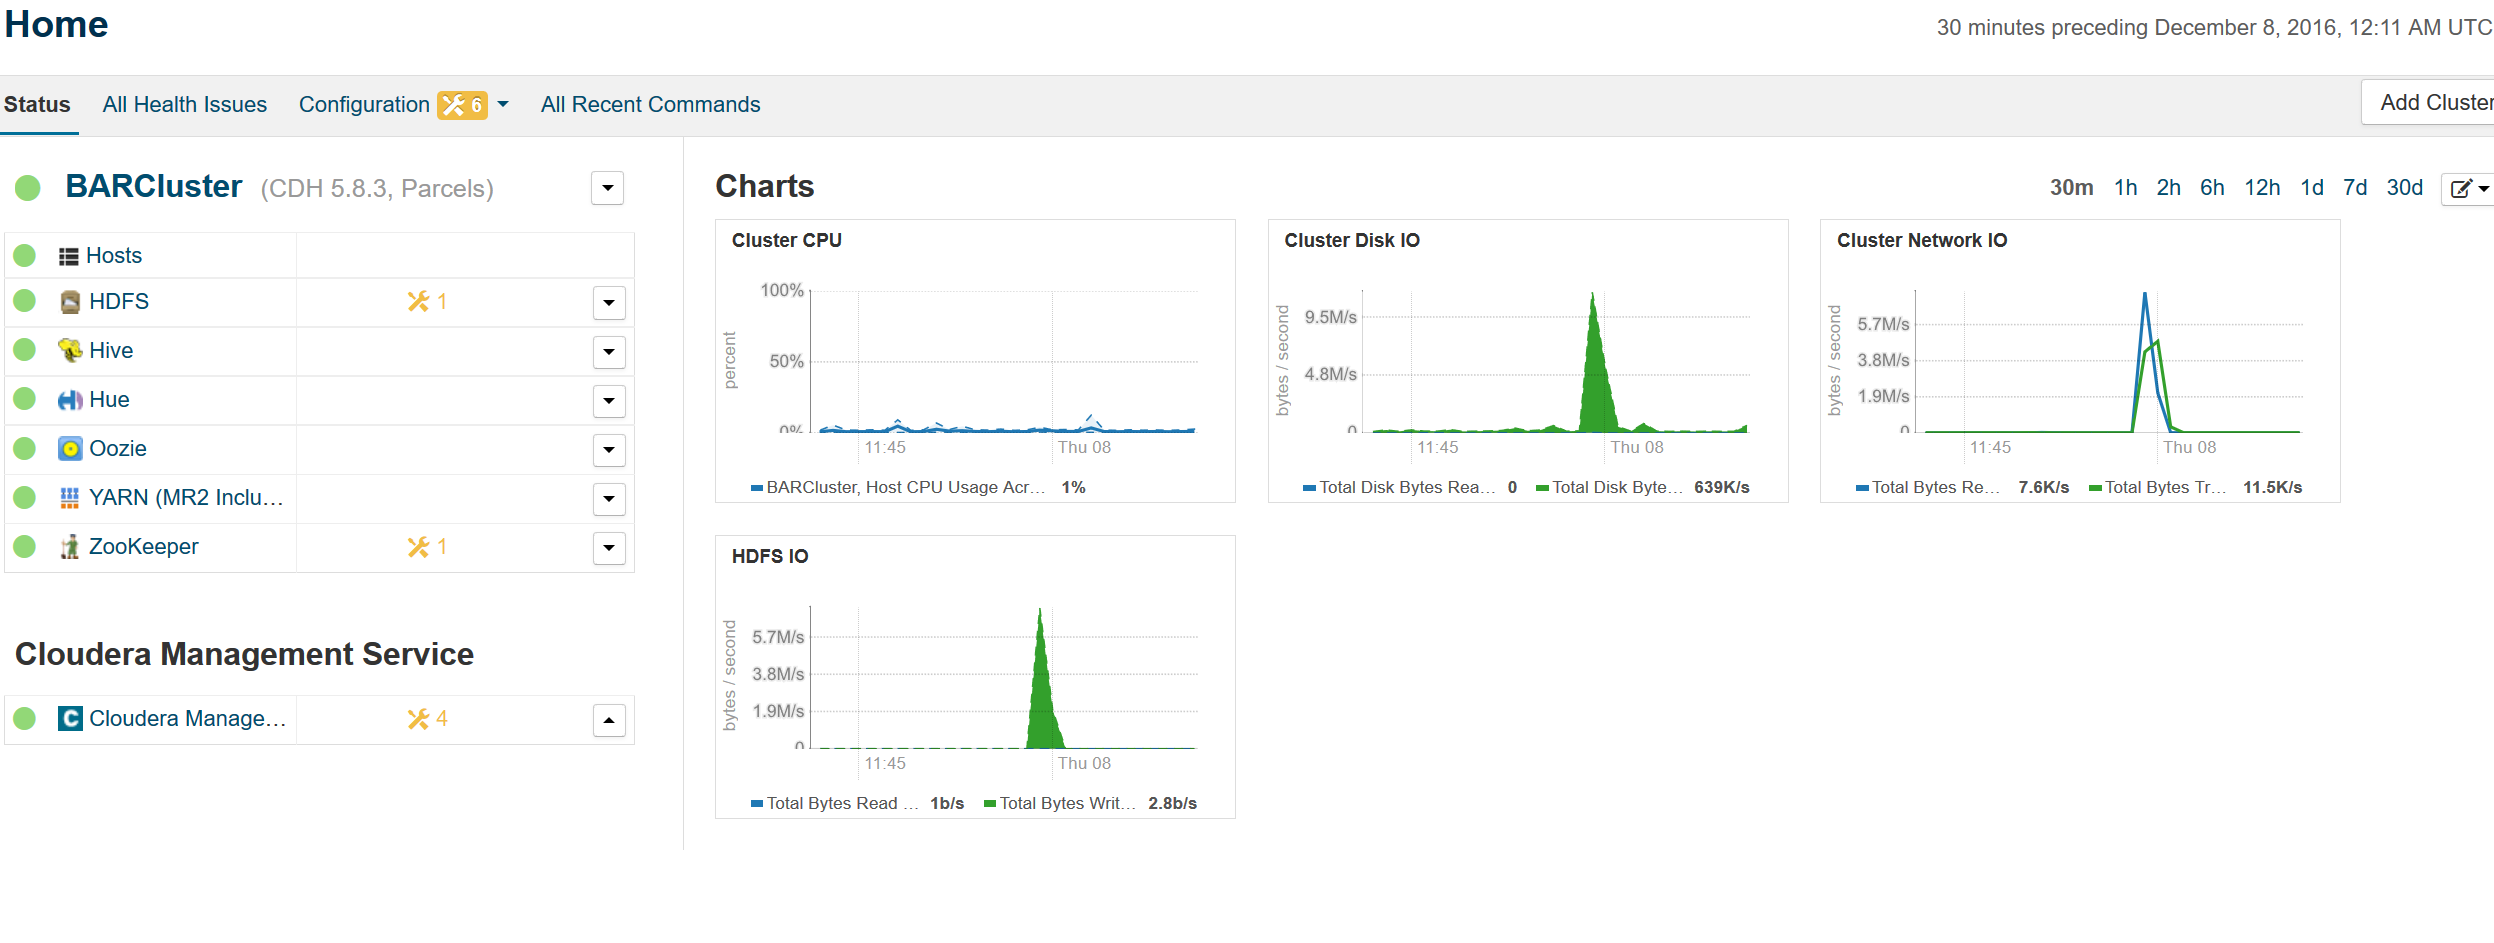 Home
30 minutes preceding December 8, 2016, 12:11 AM UTC
Status All Health Issues Configuration 6 All Recent Commands
Add Cluster
BARCluster (CDH 5.8.3, Parcels)
Hosts
HDFS 1
Hive
Hue
Oozie
YARN (MR2 Inclu...
ZooKeeper 1
Cloudera Management Service
Cloudera Manage... 4
Charts
30m 1h 2h 6h 12h 1d 7d 30d
Cluster CPU
percent
100%
50%
0%
11:45 Thu 08
BARCluster, Host CPU Usage Acr... 1%
Cluster Disk IO
bytes / second
9.5M/s
4.8M/s
0
11:45 Thu 08
Total Disk Bytes Rea... 0 Total Disk Byte... 639K/s
Cluster Network IO
bytes / second
5.7M/s
3.8M/s
1.9M/s
0
11:45 Thu 08
Total Bytes Re... 7.6K/s Total Bytes Tr... 11.5K/s
HDFS IO
bytes / second
5.7M/s
3.8M/s
1.9M/s
0
11:45 Thu 08
Total Bytes Read ... 1b/s Total Bytes Writ... 2.8b/s